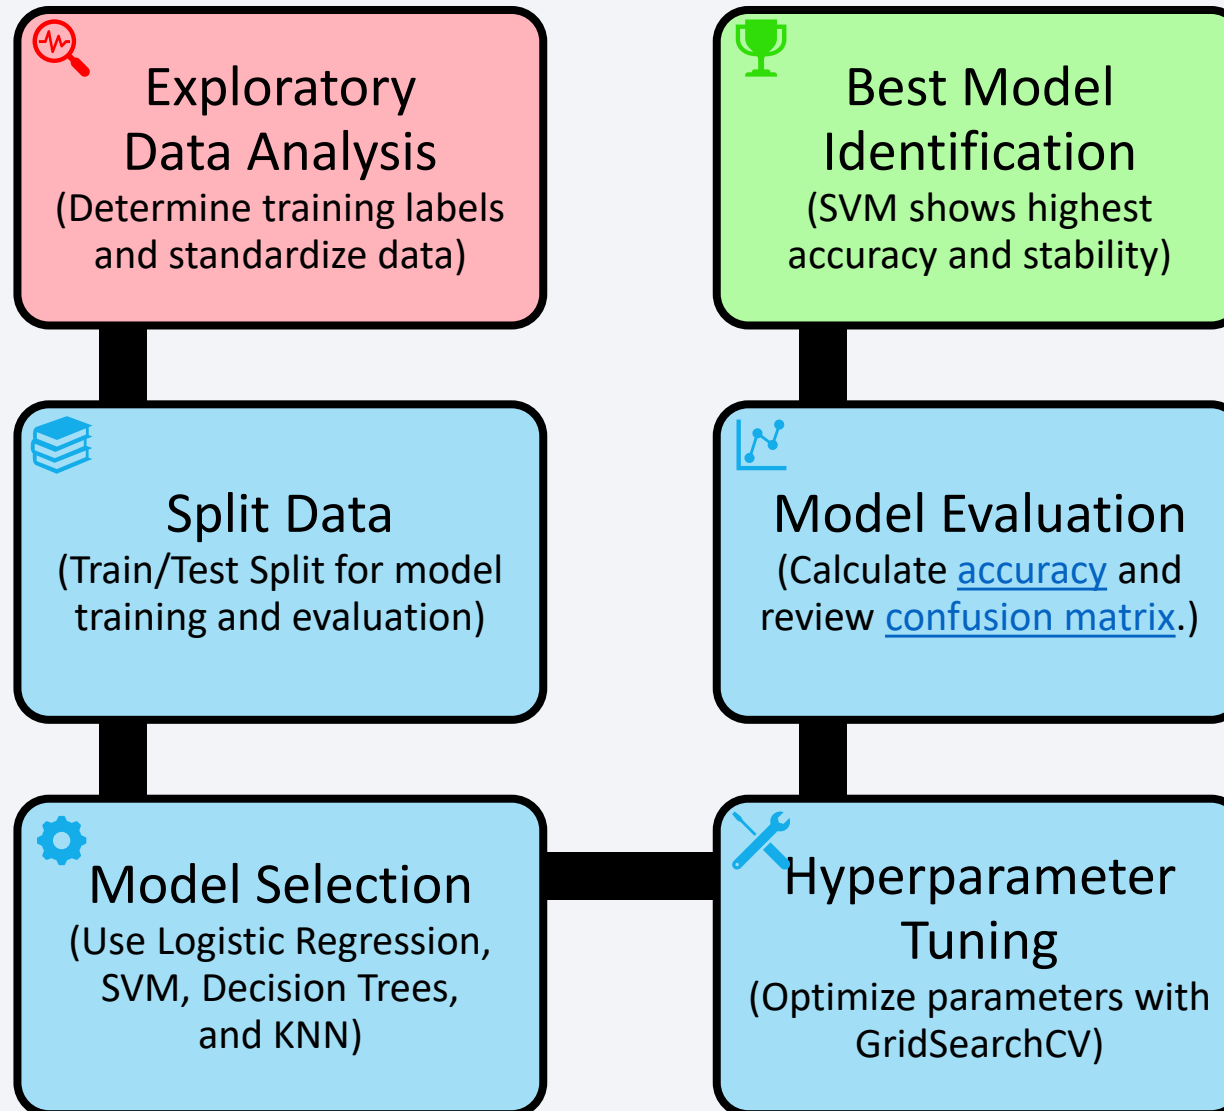 Exploratory
Data Analysis
(Determine training labels
and standardize data)
Split Data
(Train/Test Split for model
training and evaluation)
Model Selection
(Use Logistic Regression,
SVM, Decision Trees,
and KNN)
Hyperparameter
Tuning
(Optimize parameters with
GridSearchCV)
Model Evaluation
(Calculate accuracy and
review confusion matrix.)
Best Model
Identification
(SVM shows highest
accuracy and stability)